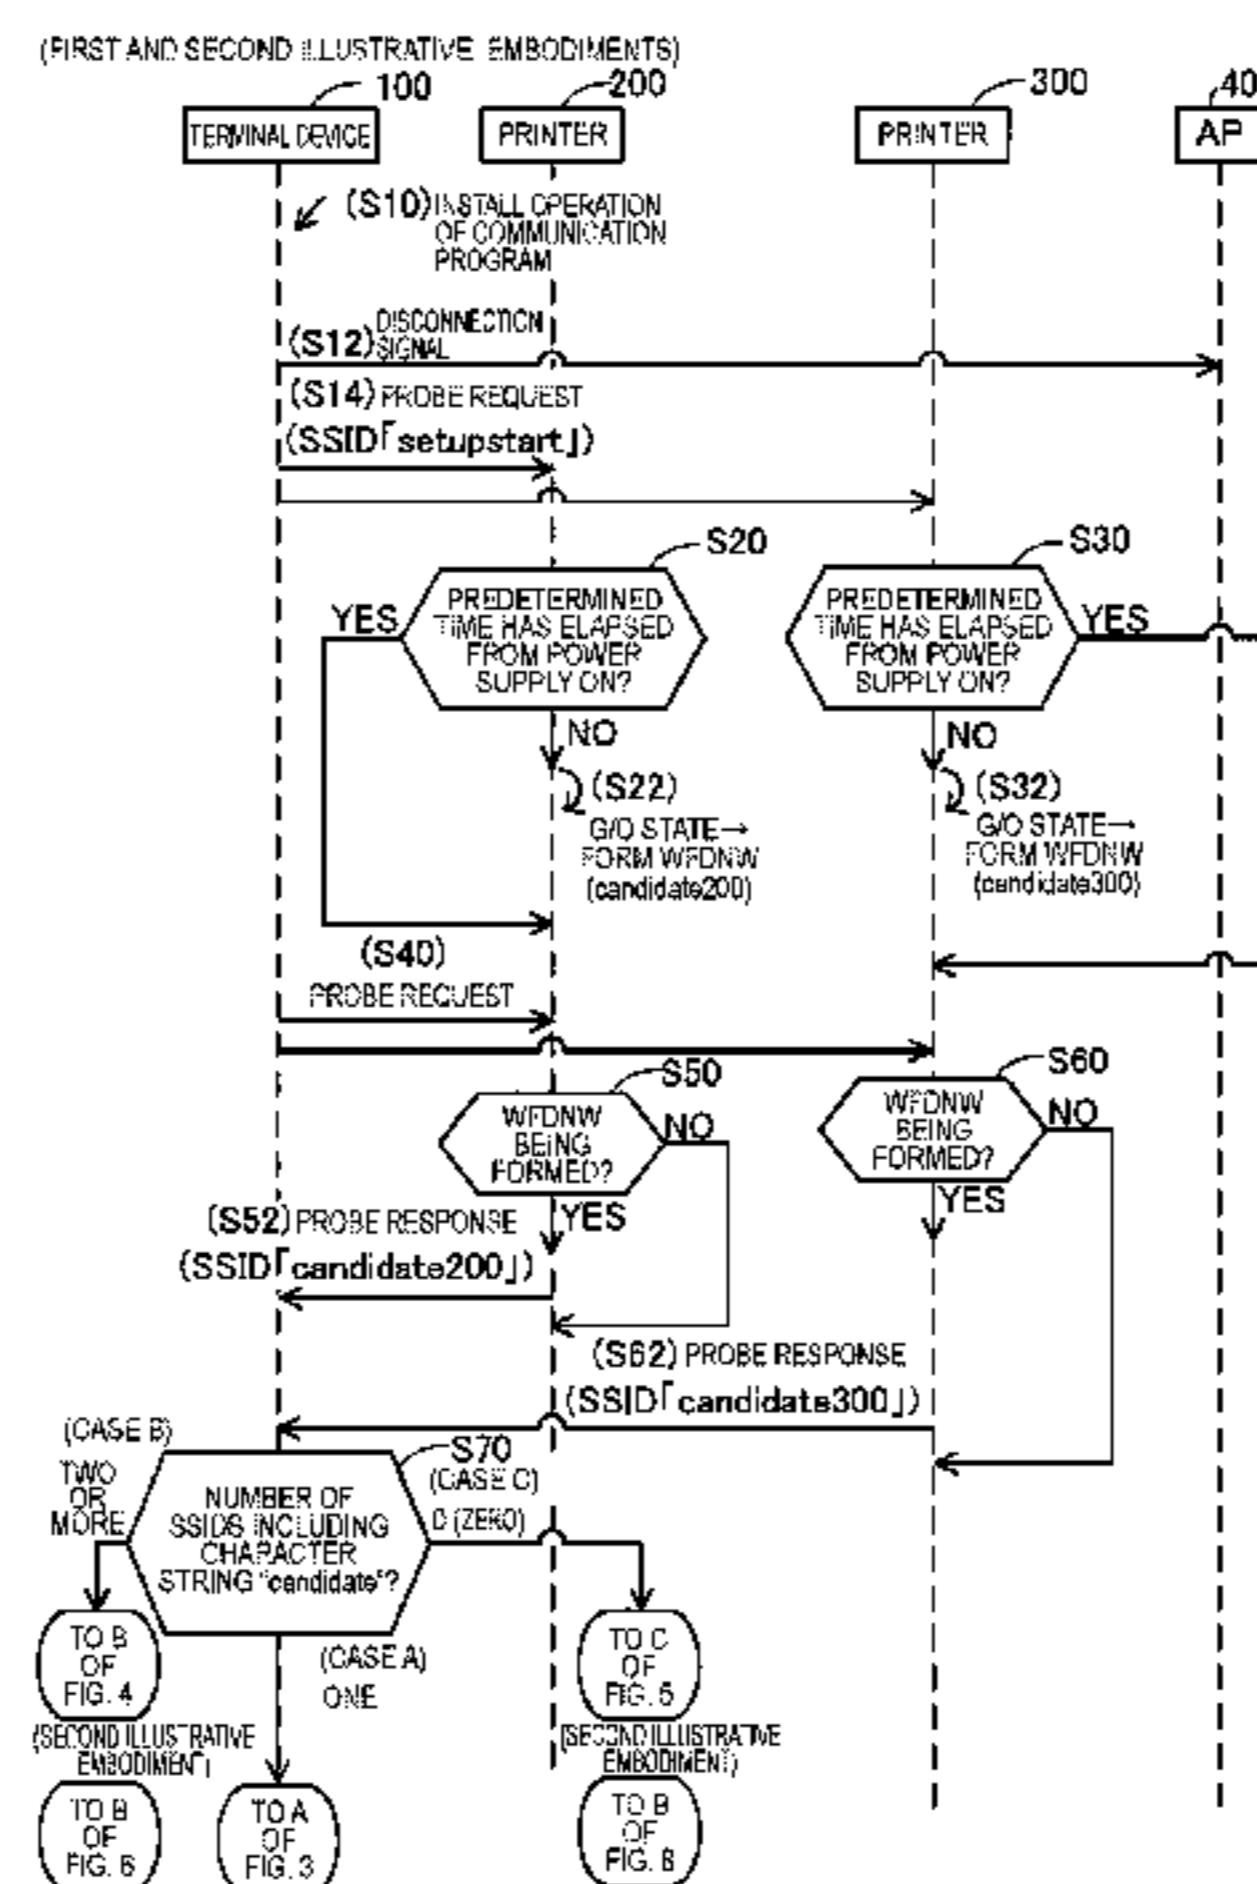 (FIRST AND SECOND ILLUSTRATIVE EMBODIMENTS)
100
200
300
40
TERMINAL DEVICE
PRINTER
PRINTER
AP
(S10) INSTALL OPERATION
OF COMMUNICATION
PROGRAM
(S12) DISCONNECTION
SIGNAL
(S14) PROBE REQUEST
(SSID「setupstart」)
S20
S30
PREDETERMINED
TIME HAS ELAPSED
FROM POWER
SUPPLY ON?
YES
PREDETERMINED
TIME HAS ELAPSED
FROM POWER
SUPPLY ON?
YES
NO
NO
(S22)
G/O STATE→
FORM WFDNW
(candidate200)
(S32)
G/O STATE→
FORM WFDNW
(candidate300)
(S40)
PROBE REQUEST
S50
S60
WFDNW
BEING
FORMED?
NO
WFDNW
BEING
FORMED?
NO
YES
YES
(S52) PROBE RESPONSE
(SSID「candidate200」)
(S62) PROBE RESPONSE
(SSID「candidate300」)
(CASE B)
TWO
OR
MORE
S70
(CASE C)
0 (ZERO)
NUMBER OF
SSIDS INCLUDING
CHARACTER
STRING "candidate"?
TO B
OF
FIG. 4
(CASE A)
ONE
TO C
OF
FIG. 5
(SECOND ILLUSTRATIVE
EMBODIMENT)
(SECOND ILLUSTRATIVE
EMBODIMENT)
TO B
OF
FIG. 6
TO A
OF
FIG. 3
TO B
OF
FIG. 6